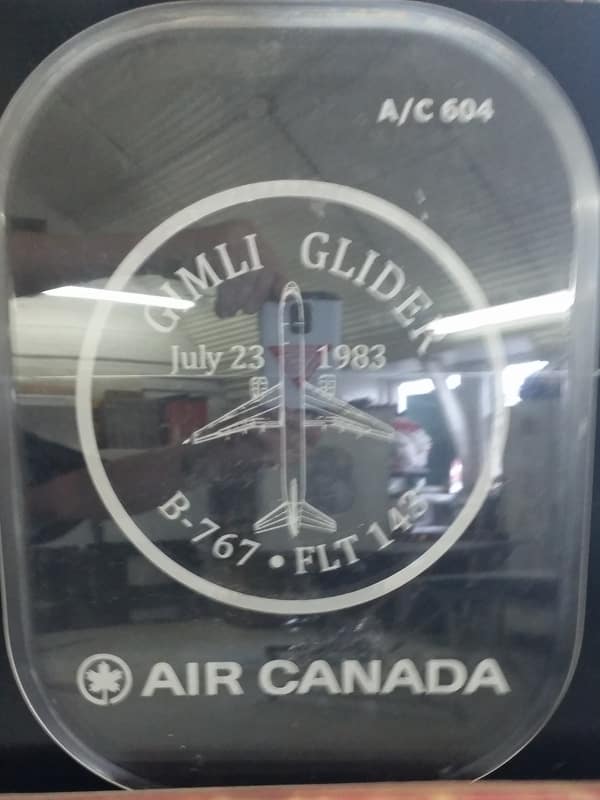 A/C 604
GIMLI GLIDER
July 23 1983
B-767 • FLT 143
AIR CANADA